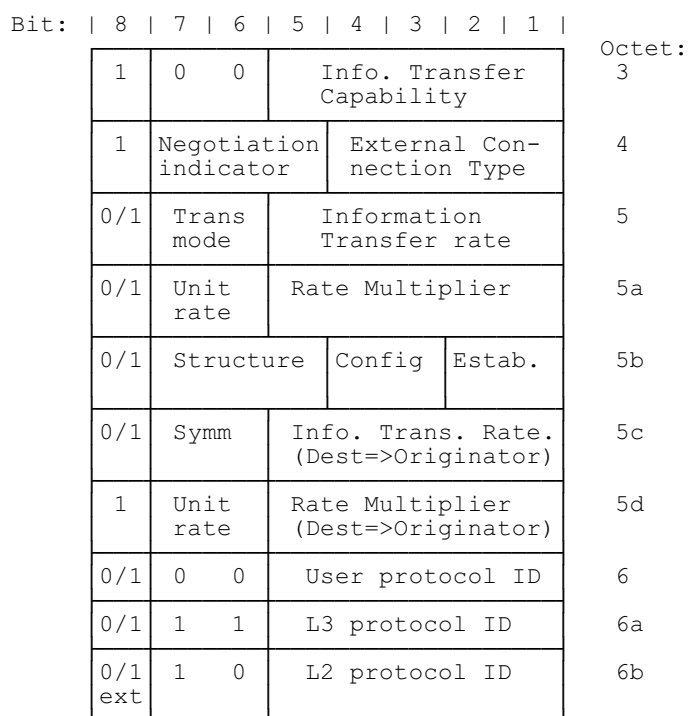 Bit: | 8 | 7 | 6 | 5 | 4 | 3 | 2 | 1 |
Octet:
1 0 0 Info. Transfer 3
Capability
1 Negotiation External Con- 4
indicator nection Type
0/1 Trans Information 5
mode Transfer rate
0/1 Unit Rate Multiplier 5a
rate
0/1 Structure Config Estab. 5b
0/1 Symm Info. Trans. Rate. 5c
(Dest=>Originator)
1 Unit Rate Multiplier 5d
rate (Dest=>Originator)
0/1 0 0 User protocol ID 6
0/1 1 1 L3 protocol ID 6a
0/1 1 0 L2 protocol ID 6b
ext